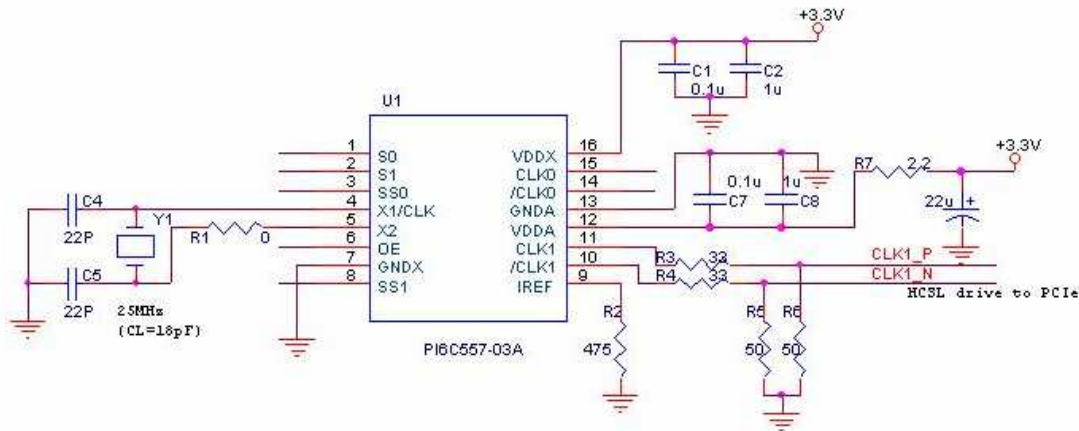 +3.3V
C1
0.1u
C2
1u
U1
1 S0
2 S1
3 SS0
4 X1/CLK
5 X2
6 OE
7 GNDX
8 SS1
VDDX 16
CLK0 15
/CLK0 14
GNDA 13
VDDA 12
CLK1 11
/CLK1 10
IREF 9
PI6C557-03A
C4
22P
Y1
R1 0
C5
22P
25MHz
(CL=18pF)
0.1u
C7
1u
C8
R7 2.2
+3.3V
22u +
R3 33
R4 33
CLK1_P
CLK1_N
HCSL drive to PCIe
R2
475
R5
50
R6
50